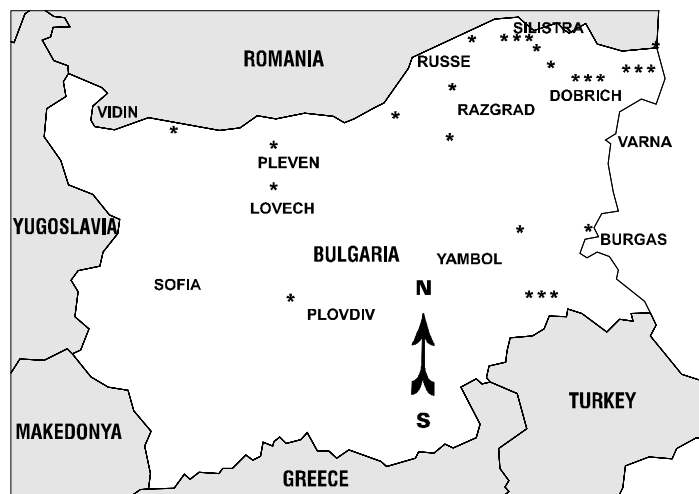 SILISTRA
ROMANIA
RUSSE
* * *
* * *
* * *
DOBRICH
VIDIN
RAZGRAD
VARNA
PLEVEN
LOVECH
YUGOSLAVIA
BULGARIA
YAMBOL
BURGAS
SOFIA
N
* * *
PLOVDIV
S
TURKEY
MAKEDONYA
GREECE